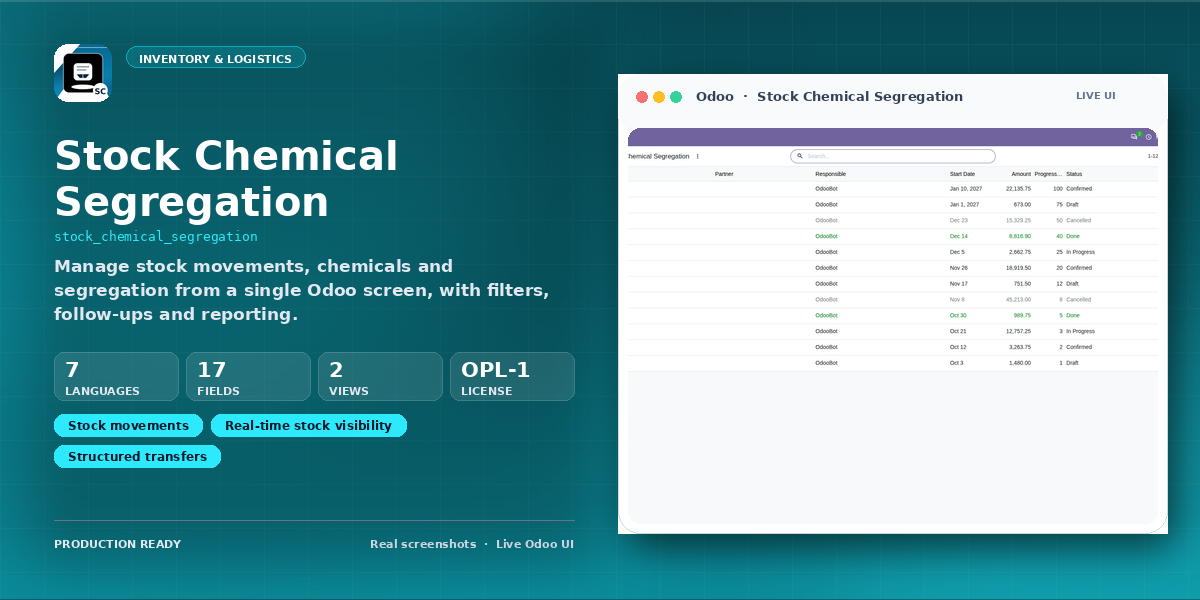 SC
INVENTORY & LOGISTICS
Stock Chemical
Segregation
stock_chemical_segregation
Manage stock movements, chemicals and
segregation from a single Odoo screen, with filters,
follow-ups and reporting.
7
LANGUAGES
17
FIELDS
2
VIEWS
OPL-1
LICENSE
Stock movements
Real-time stock visibility
Structured transfers
PRODUCTION READY
Real screenshots · Live Odoo UI
Odoo · Stock Chemical Segregation
LIVE UI
hemical Segregation
Search...
1-12
Partner Responsible Start Date Amount Progress... Status
OdooBot Jan 10, 2027 22,135.75 100 Confirmed
OdooBot Jan 1, 2027 673.00 75 Draft
OdooBot Dec 23 15,329.25 50 Cancelled
OdooBot Dec 14 8,816.90 40 Done
OdooBot Dec 5 2,662.75 25 In Progress
OdooBot Nov 26 18,919.50 20 Confirmed
OdooBot Nov 17 751.50 12 Draft
OdooBot Nov 8 45,213.00 8 Cancelled
OdooBot Oct 30 989.75 5 Done
OdooBot Oct 21 12,757.25 3 In Progress
OdooBot Oct 12 3,263.75 2 Confirmed
OdooBot Oct 3 1,480.00 1 Draft